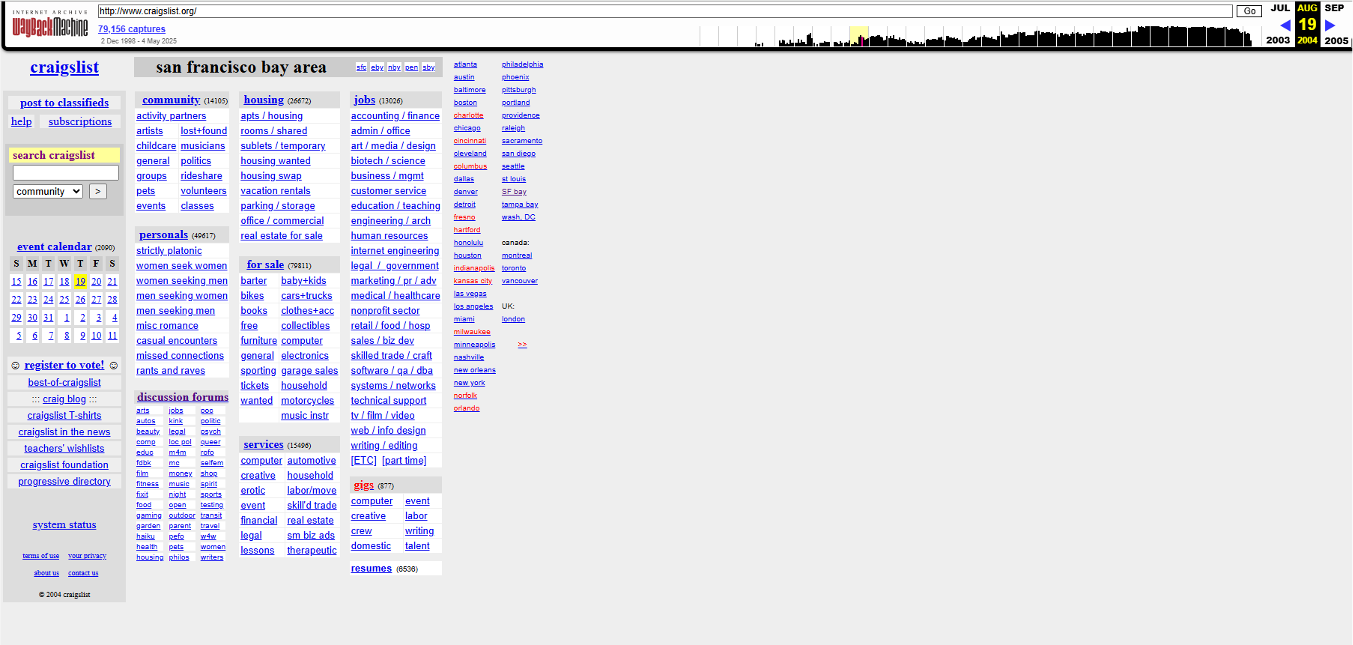 INTERNET ARCHIVE
WayBackMachine
http://www.craigslist.org/
Go
79,156 captures
2 Dec 1998 - 4 May 2025
JUL AUG SEP
19
2003 2004 2005
craigslist
post to classifieds
help subscriptions
search craigslist
community >
event calendar (2090)
S M T W T F S
15 16 17 18 19 20 21
22 23 24 25 26 27 28
29 30 31 1 2 3 4
5 6 7 8 9 10 11
☺ register to vote! ☺
best-of-craigslist
::: craig blog :::
craigslist T-shirts
craigslist in the news
teachers' wishlists
craigslist foundation
progressive directory
system status
terms of use your privacy
about us contact us
© 2004 craigslist
san francisco bay area sfc eby nby pen sby
community (14105)
activity partners
artists lost+found
childcare musicians
general politics
groups rideshare
pets volunteers
events classes
personals (49617)
strictly platonic
women seek women
women seeking men
men seeking women
men seeking men
misc romance
casual encounters
missed connections
rants and raves
discussion forums
arts jobs poo
autos kink politic
beauty legal psych
comp loc pol queer
educ m4m rofo
fdbk mc selfem
film money shop
fitness music spirit
fixit night sports
food open testing
gaming outdoor transit
garden parent travel
haiku pefo w4w
health pets women
housing philos writers
housing (26672)
apts / housing
rooms / shared
sublets / temporary
housing wanted
housing swap
vacation rentals
parking / storage
office / commercial
real estate for sale
for sale (79811)
barter baby+kids
bikes cars+trucks
books clothes+acc
free collectibles
furniture computer
general electronics
sporting garage sales
tickets household
wanted motorcycles
music instr
services (15496)
computer automotive
creative household
erotic labor/move
event skill'd trade
financial real estate
legal sm biz ads
lessons therapeutic
jobs (13026)
accounting / finance
admin / office
art / media / design
biotech / science
business / mgmt
customer service
education / teaching
engineering / arch
human resources
internet engineering
legal / government
marketing / pr / adv
medical / healthcare
nonprofit sector
retail / food / hosp
sales / biz dev
skilled trade / craft
software / qa / dba
systems / networks
technical support
tv / film / video
web / info design
writing / editing
[ETC] [part time]
gigs (877)
computer event
creative labor
crew writing
domestic talent
resumes (6536)
atlanta
austin
baltimore
boston
charlotte
chicago
cincinnati
cleveland
columbus
dallas
denver
detroit
fresno
hartford
honolulu
houston
indianapolis
kansas city
las vegas
los angeles
miami
milwaukee
minneapolis
nashville
new orleans
new york
norfolk
orlando
philadelphia
phoenix
pittsburgh
portland
providence
raleigh
sacramento
san diego
seattle
st louis
SF bay
tampa bay
wash. DC
canada:
montreal
toronto
vancouver
UK:
london
>>